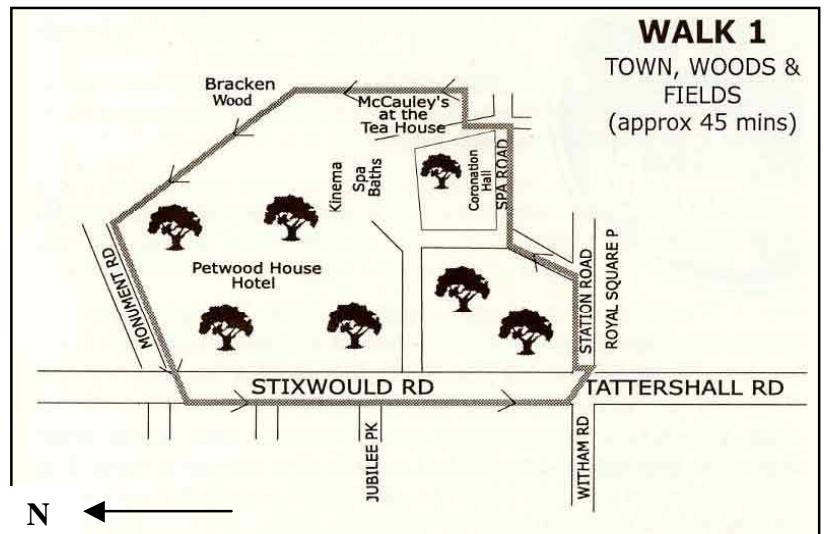 WALK 1
TOWN, WOODS &
FIELDS
(approx 45 mins)
Bracken
Wood
McCauley's
at the
Tea House
Kinema
Spa
Baths
Coronation
Hall
SPA ROAD
Petwood House
Hotel
MONUMENT RD
STATION ROAD
ROYAL SQUARE P
STIXWOULD RD
TATTERSHALL RD
JUBILEE PK
WITHAM RD
N